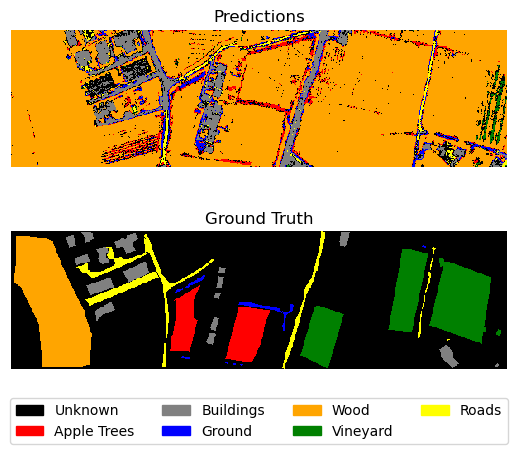 Predictions
Ground Truth
Unknown Buildings Wood Roads
Apple Trees Ground Vineyard